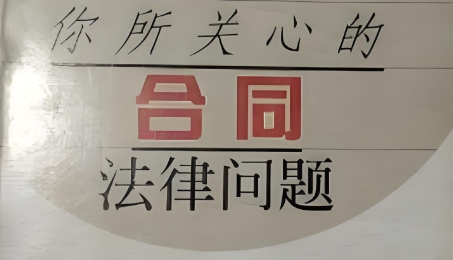 你所关心的
合同
法律问题